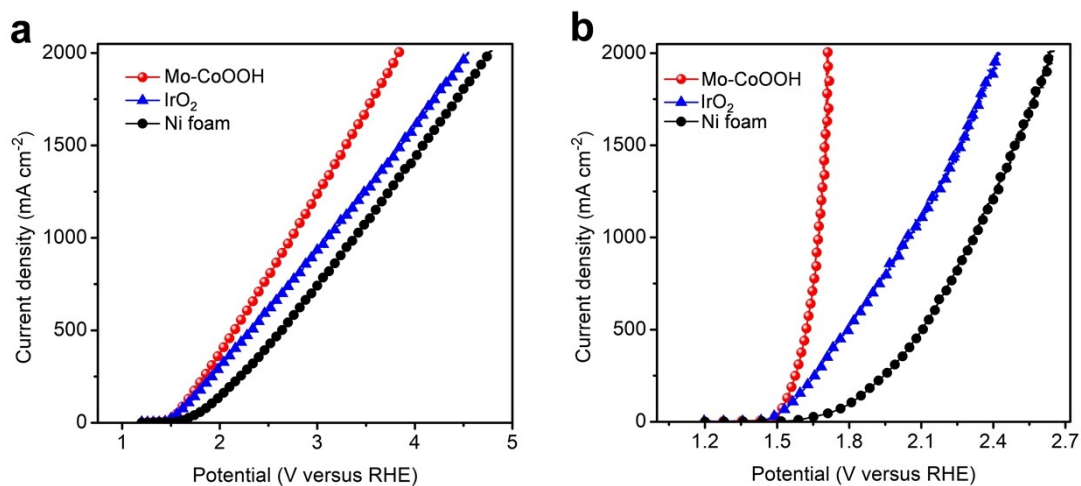 a
2000
1500
1000
500
0
Current density (mA cm⁻²)
Mo-CoOOH
IrO₂
Ni foam
1 2 3 4 5
Potential (V versus RHE)
b
2000
1500
1000
500
0
Current density (mA cm⁻²)
Mo-CoOOH
IrO₂
Ni foam
1.2 1.5 1.8 2.1 2.4 2.7
Potential (V versus RHE)